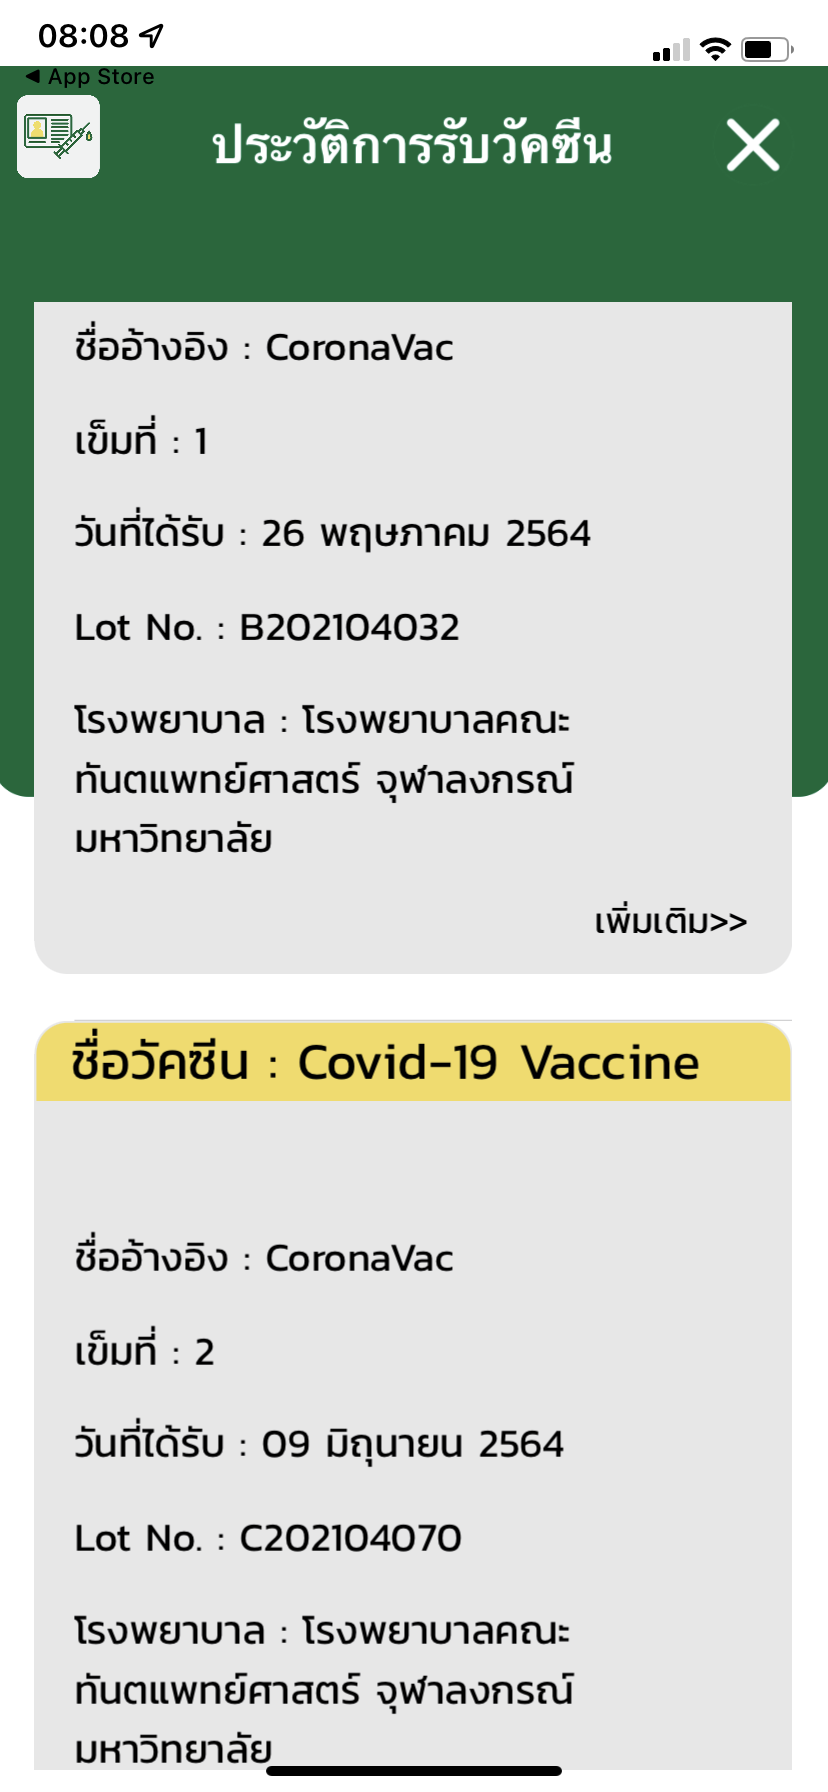 08:08
◀ App Store
ประวัติการรับวัคซีน
ชื่ออ้างอิง : CoronaVac
เข็มที่ : 1
วันที่ได้รับ : 26 พฤษภาคม 2564
Lot No. : B202104032
โรงพยาบาล : โรงพยาบาลคณะ
ทันตแพทย์ศาสตร์ จุฬาลงกรณ์
มหาวิทยาลัย
เพิ่มเติม>>
ชื่อวัคซีน : Covid-19 Vaccine
ชื่ออ้างอิง : CoronaVac
เข็มที่ : 2
วันที่ได้รับ : 09 มิถุนายน 2564
Lot No. : C202104070
โรงพยาบาล : โรงพยาบาลคณะ
ทันตแพทย์ศาสตร์ จุฬาลงกรณ์
มหาวิทยาลัย